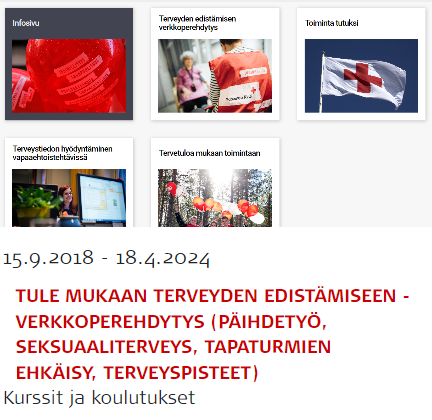 Infosivu
Terveyden edistämisen
verkkoperehdytys
Toiminta tutuksi
Terveystiedon hyödyntäminen
vapaaehtoistehtävissä
Tervetuloa mukaan toimintaan
15.9.2018 - 18.4.2024
TULE MUKAAN TERVEYDEN EDISTÄMISEEN -
VERKKOPEREHDYTYS (PÄIHDETYÖ,
SEKSUAALITERVEYS, TAPATURMIEN
EHKÄISY, TERVEYSPISTEET)
Kurssit ja koulutukset